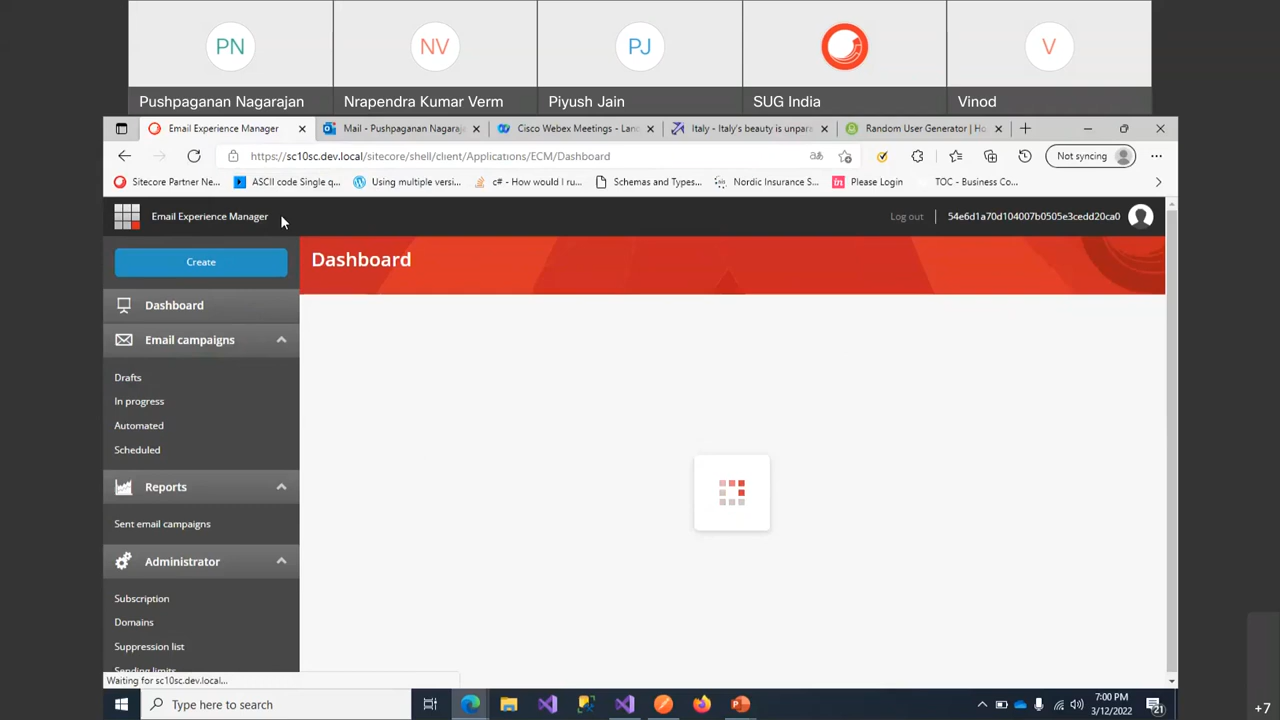 PN
NV
PJ
V
Pushpaganan Nagarajan
Nrapendra Kumar Verm
Piyush Jain
SUG India
Vinod
Email Experience Manager
Mail - Pushpaganan Nagaraj
Cisco Webex Meetings - Lan
Italy - Italy's beauty is unpar
Random User Generator | Ho
https://sc10sc.dev.local/sitecore/shell/client/Applications/ECM/Dashboard
Not syncing
Sitecore Partner Ne...
ASCII code Single q...
Using multiple versi...
c# - How would I ru...
Schemas and Types...
Nordic Insurance S...
Please Login
TOC - Business Co...
Email Experience Manager
Log out
54e6d1a70d104007b0505e3cedd20ca0
Create
Dashboard
Dashboard
Email campaigns
Drafts
In progress
Automated
Scheduled
Reports
Sent email campaigns
Administrator
Subscription
Domains
Suppression list
Sending limits
Waiting for sc10sc.dev.local...
Type here to search
7:00 PM
3/12/2022
21
+7